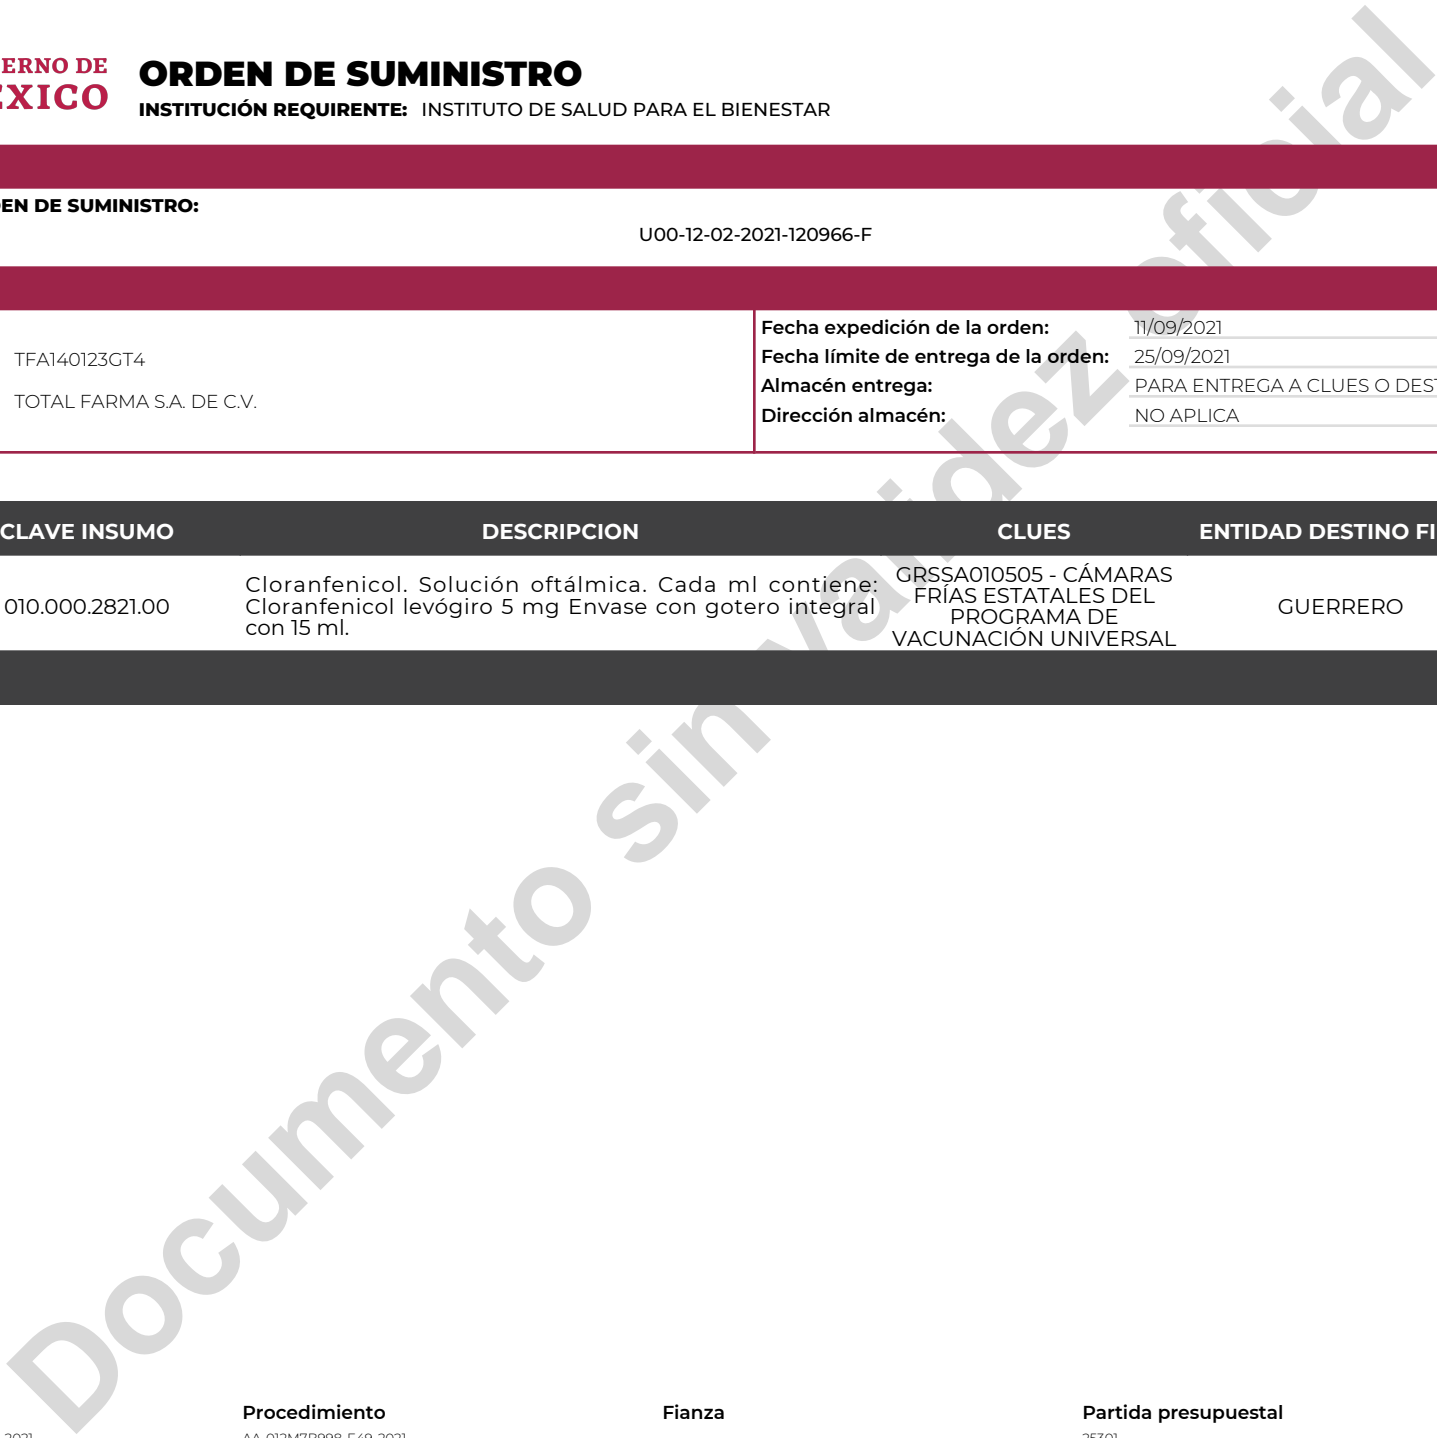 ERNO DE
ORDEN DE SUMINISTRO
INSTITUCIÓN REQUIRENTE: INSTITUTO DE SALUD PARA EL BIENESTAR
EN DE SUMINISTRO:
U00-12-02-2021-120966-F
TFA140123GT4
TOTAL FARMA S.A. DE C.V.
Fecha expedición de la orden: 11/09/2021
Fecha límite de entrega de la orden: 25/09/2021
Almacén entrega: PARA ENTREGA A CLUES O DEST
Dirección almacén: NO APLICA
CLAVE INSUMO DESCRIPCION CLUES ENTIDAD DESTINO FI
010.000.2821.00
Cloranfenicol. Solución oftálmica. Cada ml contiene:
Cloranfenicol levógiro 5 mg Envase con gotero integral
con 15 ml.
GRSSA010505 - CÁMARAS
FRÍAS ESTATALES DEL
PROGRAMA DE
VACUNACIÓN UNIVERSAL
GUERRERO
Documento sin validez oficial
Procedimiento Fianza Partida presupuestal